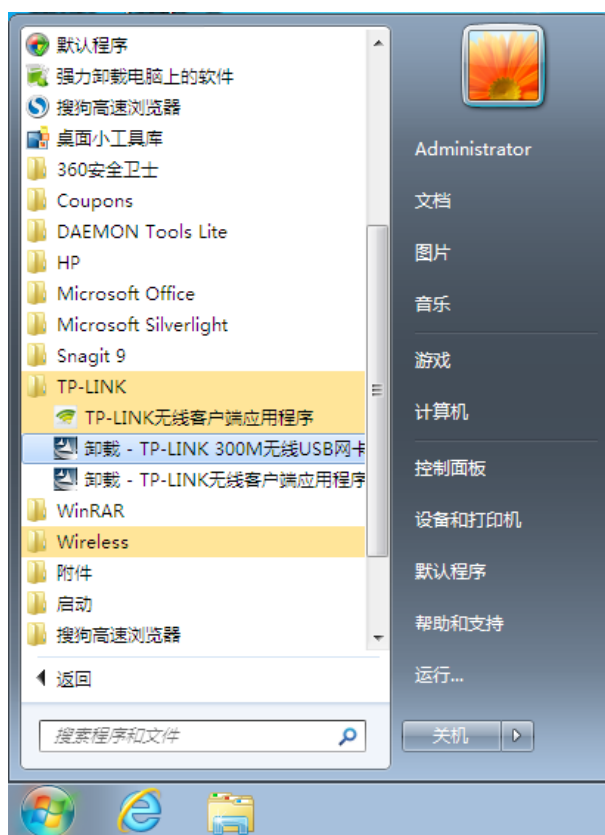 默认程序
强力卸载电脑上的软件
搜狗高速浏览器
桌面小工具库
360安全卫士
Coupons
DAEMON Tools Lite
HP
Microsoft Office
Microsoft Silverlight
Snagit 9
TP-LINK
TP-LINK无线客户端应用程序
卸载 - TP-LINK 300M无线USB网卡
卸载 - TP-LINK无线客户端应用程序
WinRAR
Wireless
附件
启动
搜狗高速浏览器
返回
搜索程序和文件
Administrator
文档
图片
音乐
游戏
计算机
控制面板
设备和打印机
默认程序
帮助和支持
运行...
关机